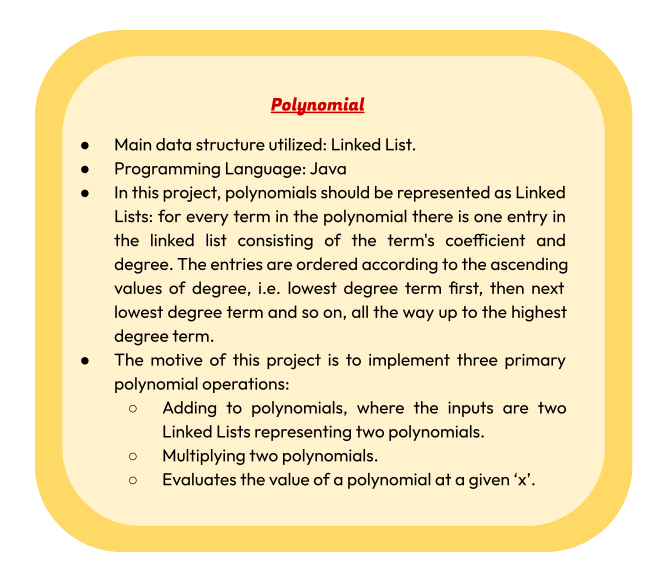 Polynomial
● Main data structure utilized: Linked List.
● Programming Language: Java
● In this project, polynomials should be represented as Linked
Lists: for every term in the polynomial there is one entry in
the linked list consisting of the term's coefficient and
degree. The entries are ordered according to the ascending
values of degree, i.e. lowest degree term first, then next
lowest degree term and so on, all the way up to the highest
degree term.
● The motive of this project is to implement three primary
polynomial operations:
○ Adding to polynomials, where the inputs are two
Linked Lists representing two polynomials.
○ Multiplying two polynomials.
○ Evaluates the value of a polynomial at a given ‘x’.